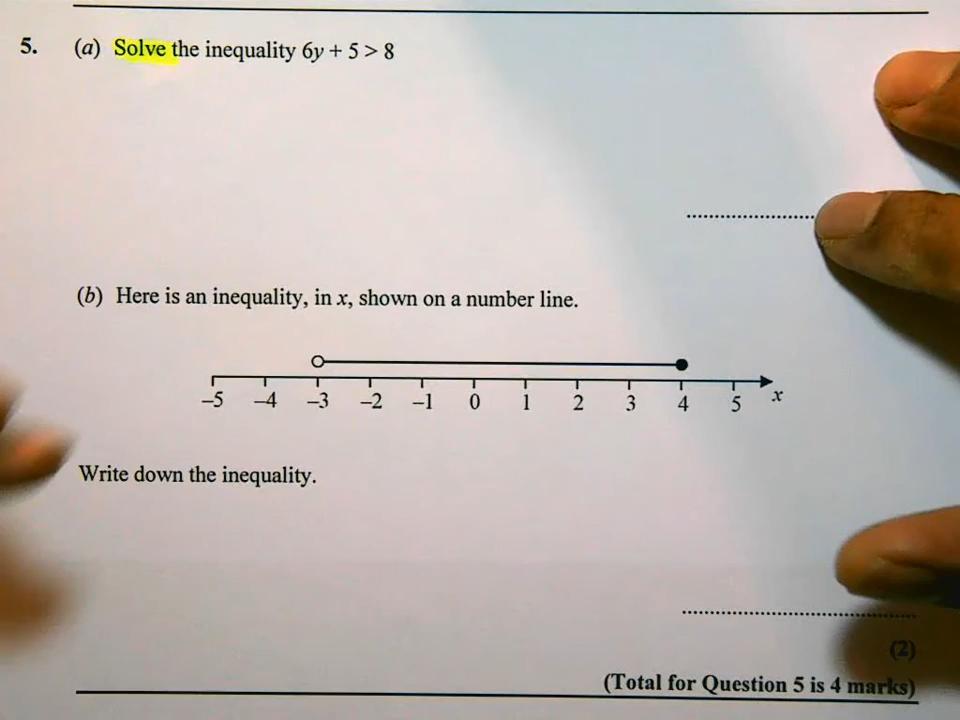 5. (a) Solve the inequality 6y + 5 > 8
(b) Here is an inequality, in x, shown on a number line.
–5 –4 –3 –2 –1 0 1 2 3 4 5 x
Write down the inequality.
(2)
(Total for Question 5 is 4 marks)